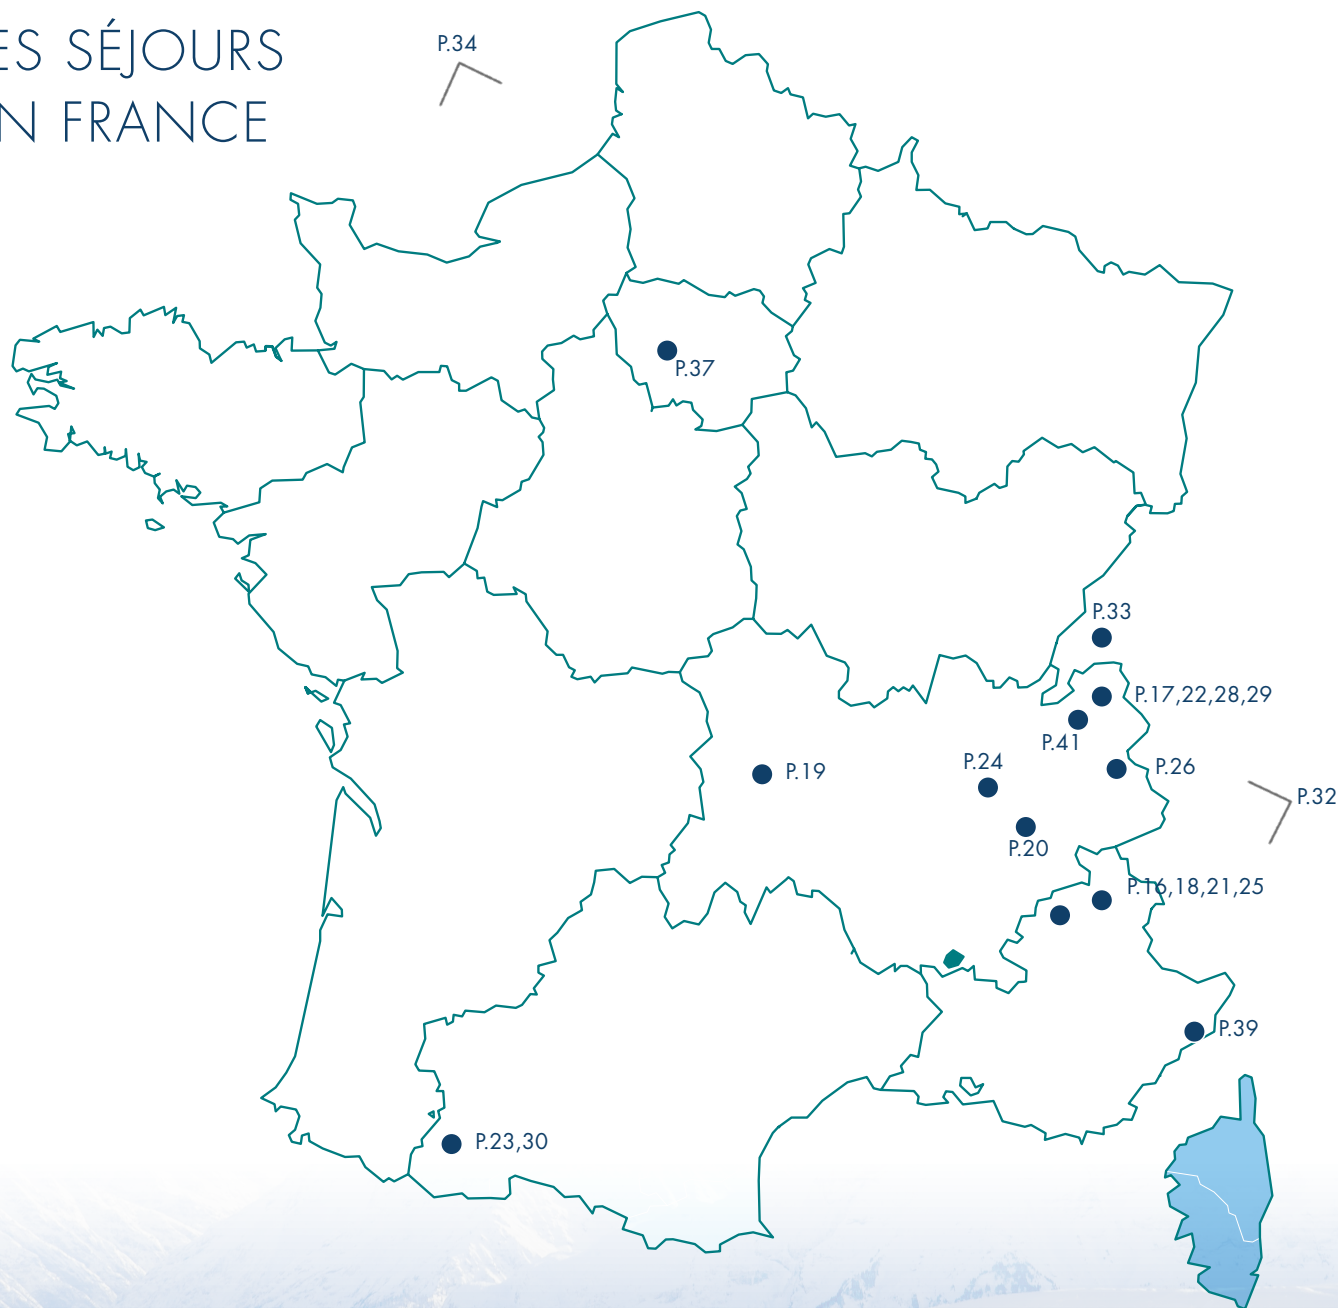 ES SÉJOURS
N FRANCE
P.34
P.37
P.33
P.17,22,28,29
P.41
P.24
P.26
P.19
P.32
P.20
P.16,18,21,25
P.39
P.23,30